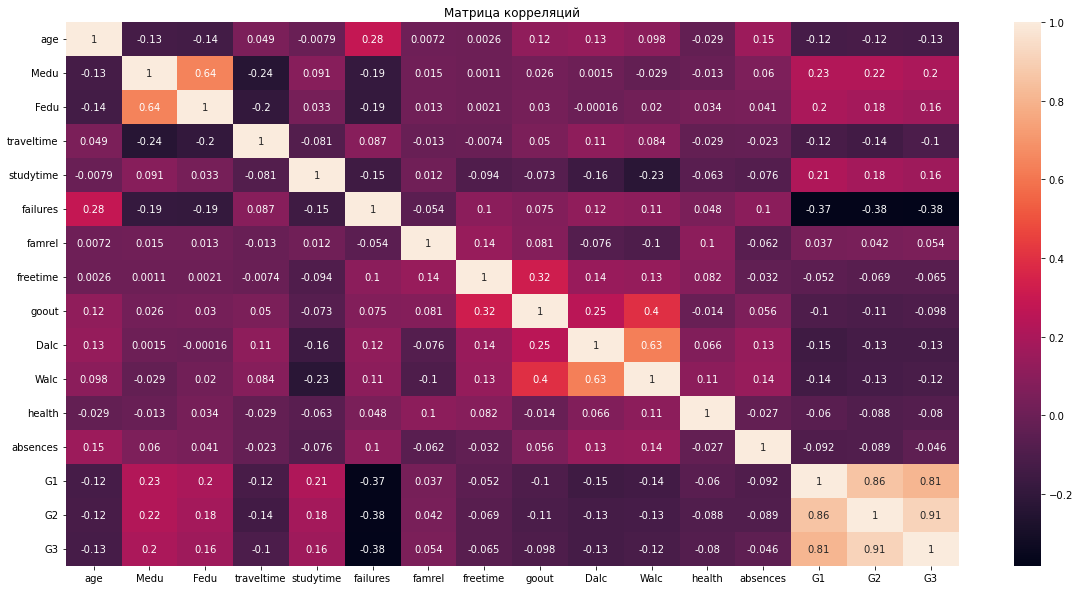 Матрица корреляций
age 1 -0.13 -0.14 0.049 -0.0079 0.28 0.0072 0.0026 0.12 0.13 0.098 -0.029 0.15 -0.12 -0.12 -0.13
Medu -0.13 1 0.64 -0.24 0.091 -0.19 0.015 0.0011 0.026 0.0015 -0.029 -0.013 0.06 0.23 0.22 0.2
Fedu -0.14 0.64 1 -0.2 0.033 -0.19 0.013 0.0021 0.03 -0.00016 0.02 0.034 0.041 0.2 0.18 0.16
traveltime 0.049 -0.24 -0.2 1 -0.081 0.087 -0.013 -0.0074 0.05 0.11 0.084 -0.029 -0.023 -0.12 -0.14 -0.1
studytime -0.0079 0.091 0.033 -0.081 1 -0.15 0.012 -0.094 -0.073 -0.16 -0.23 -0.063 -0.076 0.21 0.18 0.16
failures 0.28 -0.19 -0.19 0.087 -0.15 1 -0.054 0.1 0.075 0.12 0.11 0.048 0.1 -0.37 -0.38 -0.38
famrel 0.0072 0.015 0.013 -0.013 0.012 -0.054 1 0.14 0.081 -0.076 -0.1 0.1 -0.062 0.037 0.042 0.054
freetime 0.0026 0.0011 0.0021 -0.0074 -0.094 0.1 0.14 1 0.32 0.14 0.13 0.082 -0.032 -0.052 -0.069 -0.065
goout 0.12 0.026 0.03 0.05 -0.073 0.075 0.081 0.32 1 0.25 0.4 -0.014 0.056 -0.1 -0.11 -0.098
Dalc 0.13 0.0015 -0.00016 0.11 -0.16 0.12 -0.076 0.14 0.25 1 0.63 0.066 0.13 -0.15 -0.13 -0.13
Walc 0.098 -0.029 0.02 0.084 -0.23 0.11 -0.1 0.13 0.4 0.63 1 0.11 0.14 -0.14 -0.13 -0.12
health -0.029 -0.013 0.034 -0.029 -0.063 0.048 0.1 0.082 -0.014 0.066 0.11 1 -0.027 -0.06 -0.088 -0.08
absences 0.15 0.06 0.041 -0.023 -0.076 0.1 -0.062 -0.032 0.056 0.13 0.14 -0.027 1 -0.092 -0.089 -0.046
G1 -0.12 0.23 0.2 -0.12 0.21 -0.37 0.037 -0.052 -0.1 -0.15 -0.14 -0.06 -0.092 1 0.86 0.81
G2 -0.12 0.22 0.18 -0.14 0.18 -0.38 0.042 -0.069 -0.11 -0.13 -0.13 -0.088 -0.089 0.86 1 0.91
G3 -0.13 0.2 0.16 -0.1 0.16 -0.38 0.054 -0.065 -0.098 -0.13 -0.12 -0.08 -0.046 0.81 0.91 1
age Medu Fedu traveltime studytime failures famrel freetime goout Dalc Walc health absences G1 G2 G3
1.0
0.8
0.6
0.4
0.2
0.0
−0.2